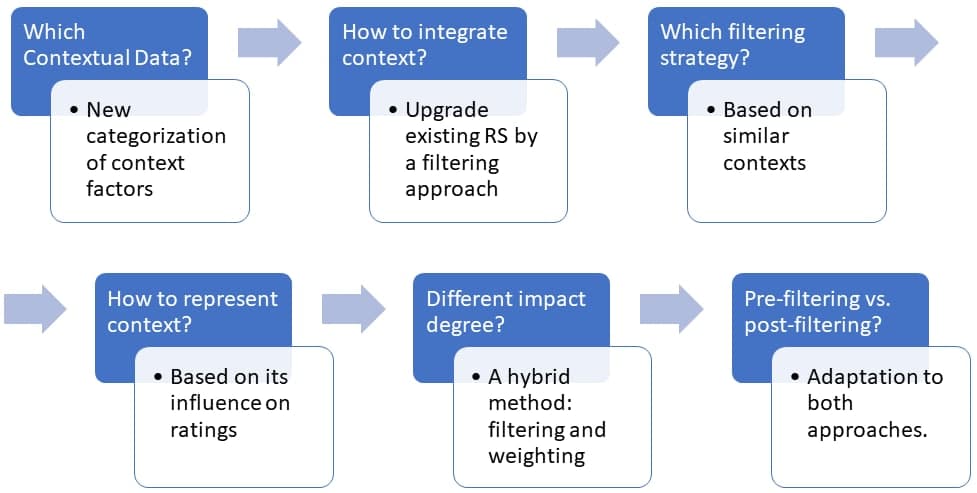 Which
Contextual Data?
• New
categorization
of context
factors
How to integrate
context?
• Upgrade
existing RS by
a filtering
approach
Which filtering
strategy?
• Based on
similar
contexts
How to represent
context?
• Based on its
influence on
ratings
Different impact
degree?
• A hybrid
method:
filtering and
weighting
Pre-filtering vs.
post-filtering?
• Adaptation to
both
approaches.